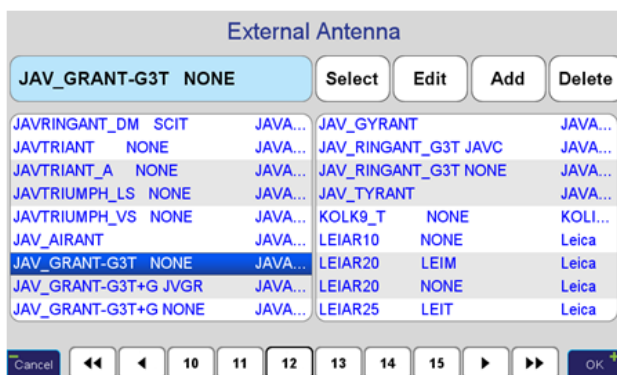 External Antenna
JAV_GRANT-G3T NONE
Select
Edit
Add
Delete
JAVRINGANT_DM SCIT JAVA...
JAVTRIANT NONE JAVA...
JAVTRIANT_A NONE JAVA...
JAVTRIUMPH_LS NONE JAVA...
JAVTRIUMPH_VS NONE JAVA...
JAV_AIRANT JAVA...
JAV_GRANT-G3T NONE JAVA...
JAV_GRANT-G3T+G JVGR JAVA...
JAV_GRANT-G3T+G NONE JAVA...
JAV_GYRANT JAVA...
JAV_RINGANT_G3T JAVC JAVA...
JAV_RINGANT_G3T NONE JAVA...
JAV_TYRANT JAVA...
KOLK9_T NONE KOLI...
LEIAR10 NONE Leica
LEIAR20 LEIM Leica
LEIAR20 NONE Leica
LEIAR25 LEIT Leica
Cancel
10
11
12
13
14
15
OK